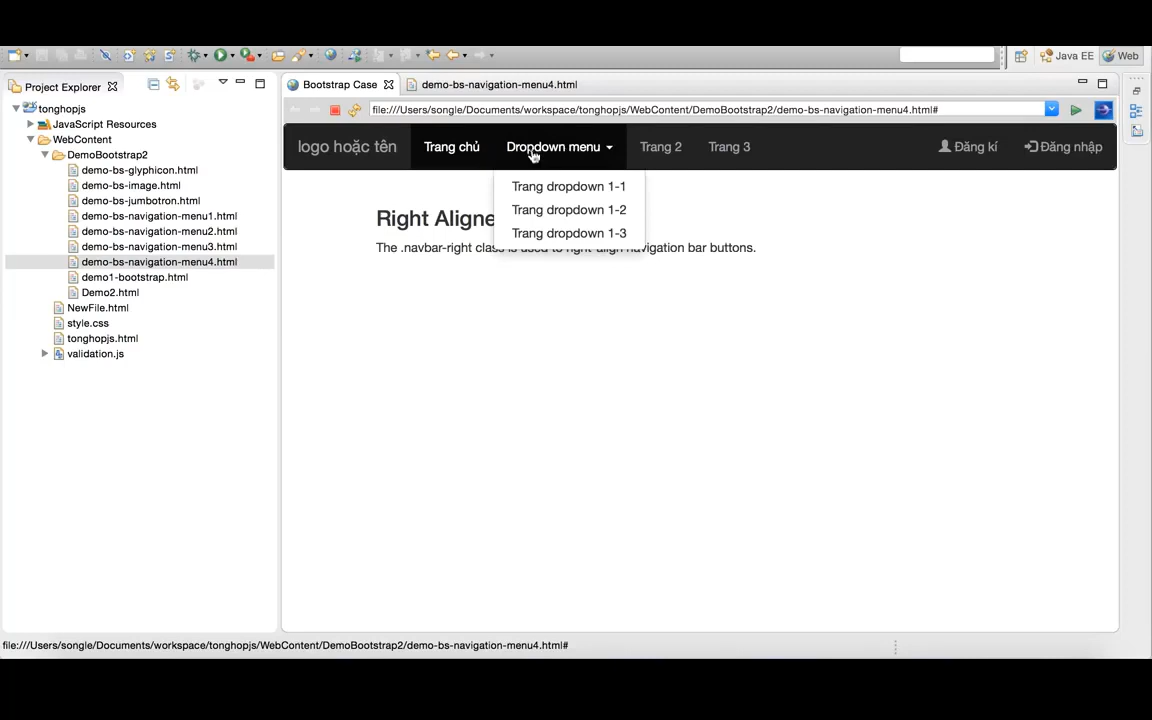 Java EE
Web
Project Explorer
Bootstrap Case
demo-bs-navigation-menu4.html
file:///Users/songle/Documents/workspace/tonghopjs/WebContent/DemoBootstrap2/demo-bs-navigation-menu4.html#
tonghopjs
JavaScript Resources
WebContent
DemoBootstrap2
demo-bs-glyphicon.html
demo-bs-image.html
demo-bs-jumbotron.html
demo-bs-navigation-menu1.html
demo-bs-navigation-menu2.html
demo-bs-navigation-menu3.html
demo-bs-navigation-menu4.html
demo1-bootstrap.html
Demo2.html
NewFile.html
style.css
tonghopjs.html
validation.js
logo hoặc tên
Trang chủ
Dropdown menu
Trang 2
Trang 3
Đăng kí
Đăng nhập
Trang dropdown 1-1
Trang dropdown 1-2
Trang dropdown 1-3
Right Aligne
The .navbar-right class is used to right-align navigation bar buttons.
file:///Users/songle/Documents/workspace/tonghopjs/WebContent/DemoBootstrap2/demo-bs-navigation-menu4.html#